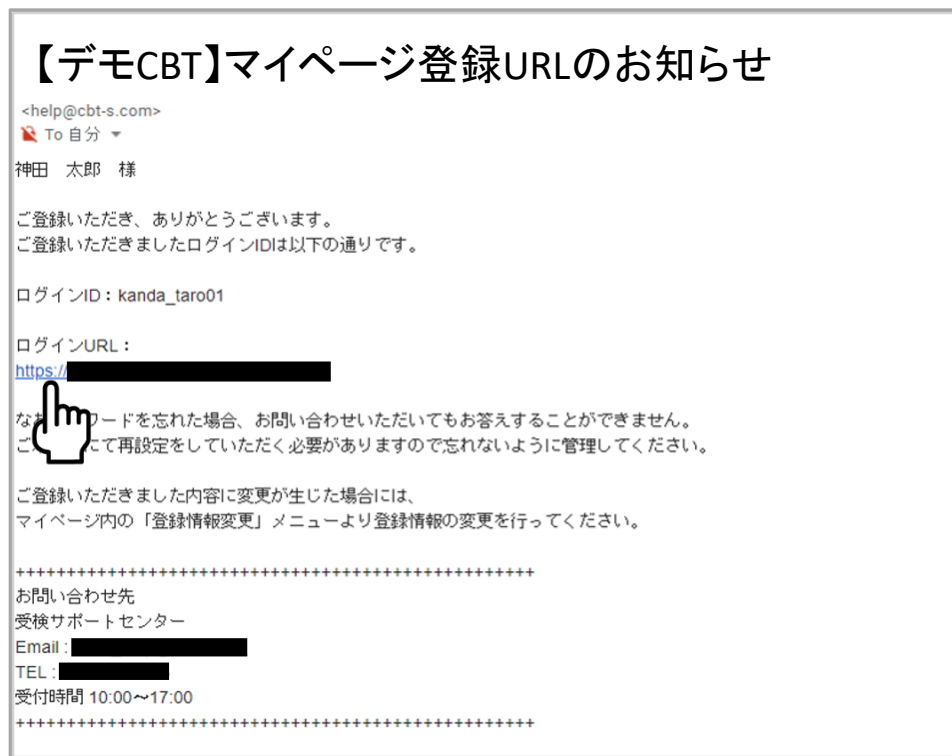 【デモCBT】マイページ登録URLのお知らせ
<help@cbt-s.com>
To 自分
神田　太郎　様
ご登録いただき、ありがとうございます。
ご登録いただきましたログインIDは以下の通りです。
ログインID：kanda_taro01
ログインURL：
https://
な ワードを忘れた場合、お問い合わせいただいてもお答えすることができません。
ご にて再設定をしていただく必要がありますので忘れないように管理してください。
ご登録いただきました内容に変更が生じた場合には、
マイページ内の「登録情報変更」メニューより登録情報の変更を行ってください。
++++++++++++++++++++++++++++++++++++++++++++++++++++
お問い合わせ先
受検サポートセンター
Email :
TEL :
受付時間 10:00～17:00
++++++++++++++++++++++++++++++++++++++++++++++++++++